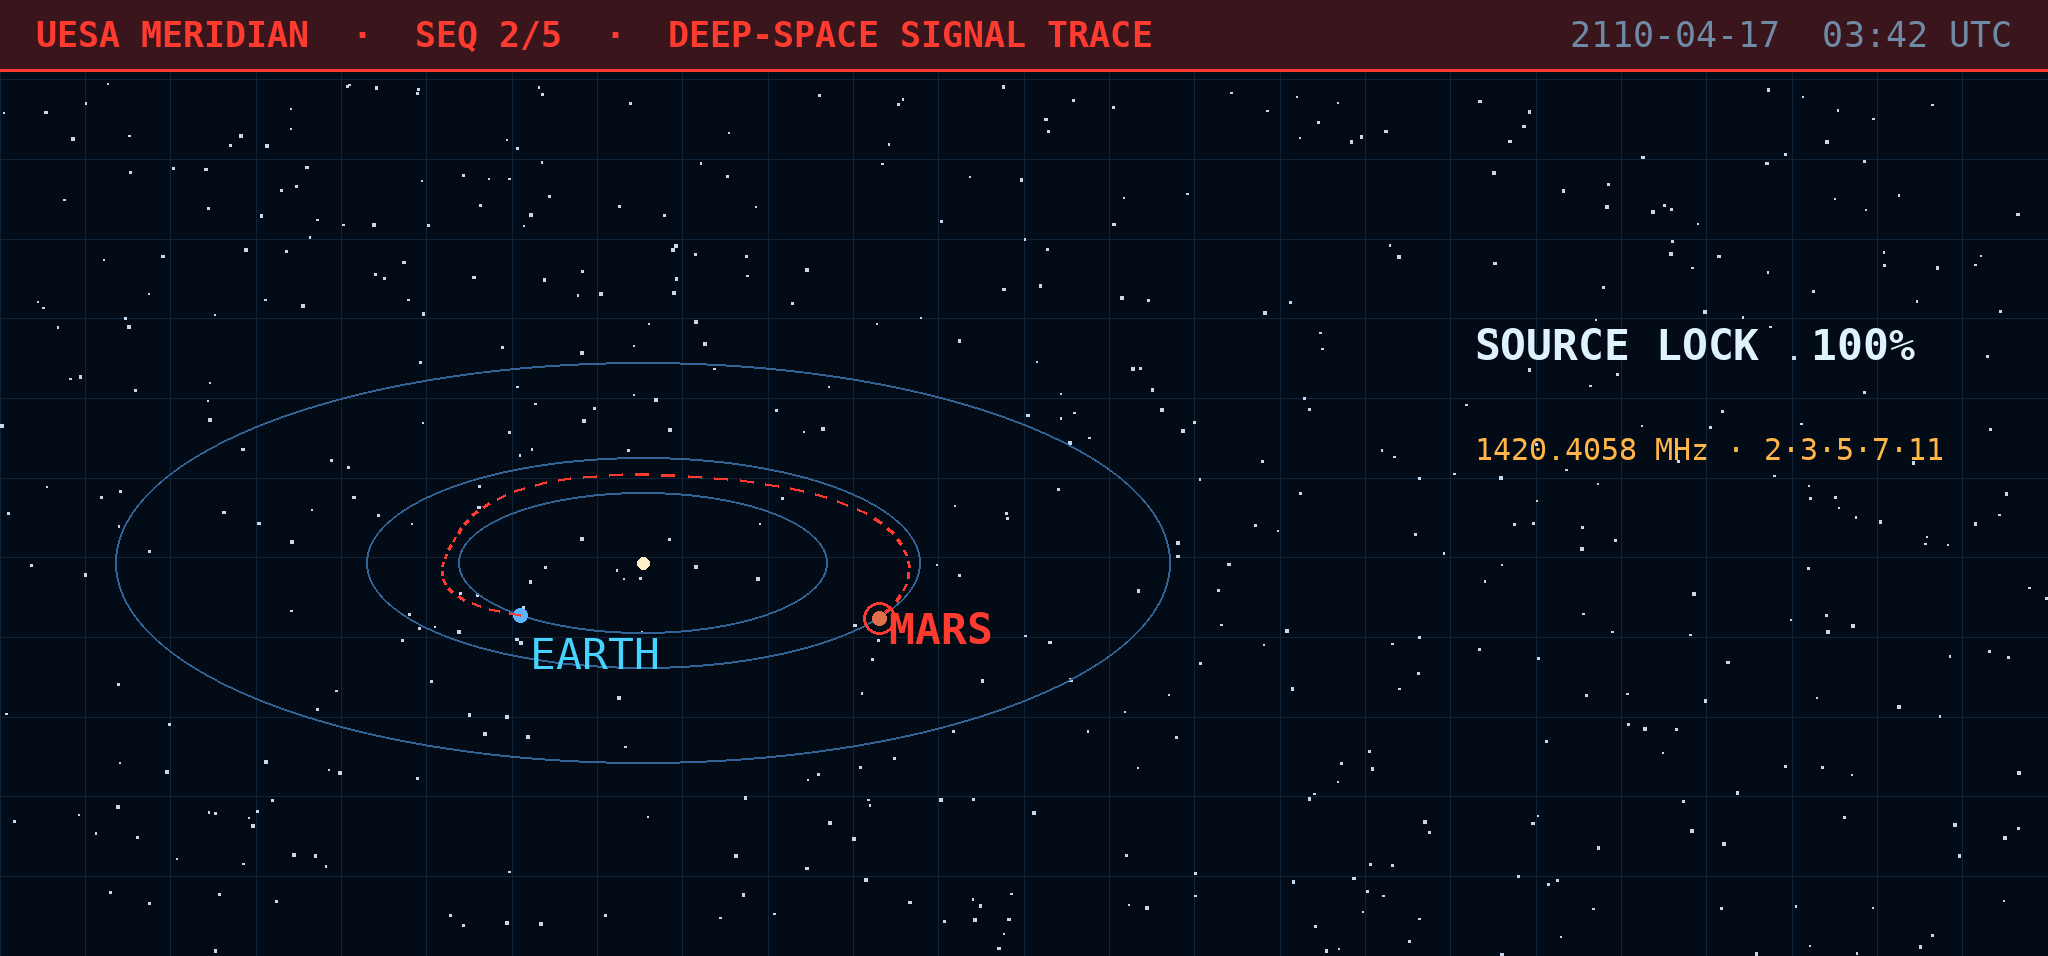 UESA MERIDIAN · SEQ 2/5 · DEEP-SPACE SIGNAL TRACE 2110-04-17 03:42 UTC
SOURCE LOCK 100%
1420.4058 MHz · 2·3·5·7·11
MARS
EARTH